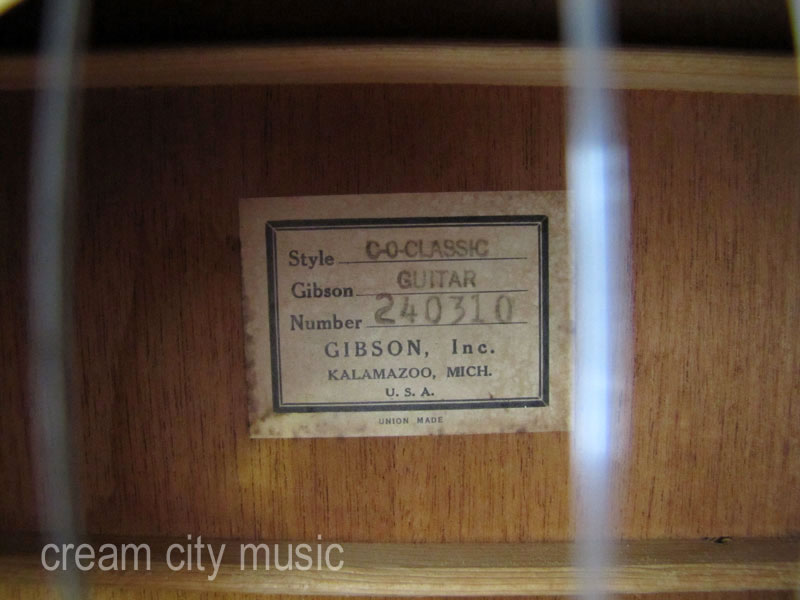 Style C-0-CLASSIC
Gibson GUITAR
Number 240310
GIBSON, Inc.
KALAMAZOO, MICH.
U. S. A.
UNION MADE
cream city music